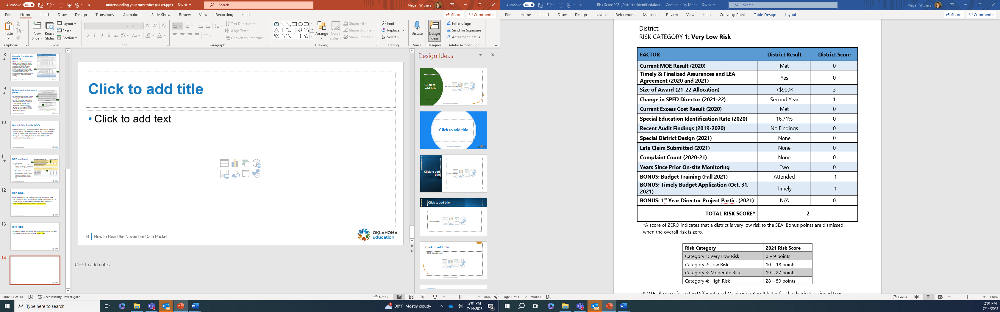 AutoSave On understanding your november packet.pptx - Saved Search Megan Withers
File Home Insert Draw Design Transitions Animations Slide Show Review View Recording Help Share Comments
Paste
New Slide
Reuse Slides
Layout
Reset
Section
32
Text Direction
Align Text
Convert to SmartArt
Arrange
Quick Styles
Shape Fill
Shape Outline
Shape Effects
Find
Replace
Select
Dictate
Design Ideas
Fill and Sign
Send for Signature
Agreement Status
Clipboard Slides Font Paragraph Drawing Editing Voice Designer Adobe Acrobat Sign
8
Results Data Matrix (table 2)
9
Determination Summary (table 3)
10
District Data Profile (DDP)
11
DDP continued
12
DDP details
13
Risk Table
14
Click to add title
• Click to add text
14 How to Read the November Data Packet
OKLAHOMA
Education
Click to add notes
Design Ideas
Click to add title
Click to add text
Click to add title
Click to add title
Click to add title
Click to add title
Click to add text
Slide 14 of 14 Accessibility: Investigate Notes 86%
Type here to search
90°F Mostly cloudy
2:01 PM
7/14/2023
4
AutoSave On Risk Score 2021_Districtdeidentified.docx - Compatibility Mode - Saved Search Megan Withers
File Home Insert Draw Design Layout References Mailings Review View Help ConvergePoint Table Design Layout Share Comments
District:
RISK CATEGORY 1: Very Low Risk
FACTOR District Result District Score
Current MOE Result (2020) Met 0
Timely & Finalized Assurances and LEA
Agreement (2020 and 2021) Yes 0
Size of Award (21-22 Allocation) >$900K 3
Change in SPED Director (2021-22) Second Year 1
Current Excess Cost Result (2020) Met 0
Special Education Identification Rate (2020) 16.71% 0
Recent Audit Findings (2019-2020) No Findings 0
Special District Design (2021) None 0
Late Claim Submitted (2021) None 0
Complaint Count (2020-21) None 0
Years Since Prior On-site Monitoring Two 0
BONUS: Budget Training (Fall 2021) Attended -1
BONUS: Timely Budget Application (Oct. 31,
2021) Timely -1
BONUS: 1st Year Director Project Partic. (2021) N/A 0
TOTAL RISK SCORE* 2
*A score of ZERO indicates that a district is very low risk to the SEA. Bonus points are dismissed
when the overall risk is zero.
Risk Category 2021 Risk Score
Category 1: Very Low Risk 0 – 9 points
Category 2: Low Risk 10 – 18 points
Category 3: Moderate Risk 19 – 27 points
Category 4: High Risk 28 – 50 points
NOTE: Please refer to the Differentiated Monitoring Result letter for the district's assigned Level
Page 1 of 1 212 words Focus 110%
2:01 PM
7/14/2023